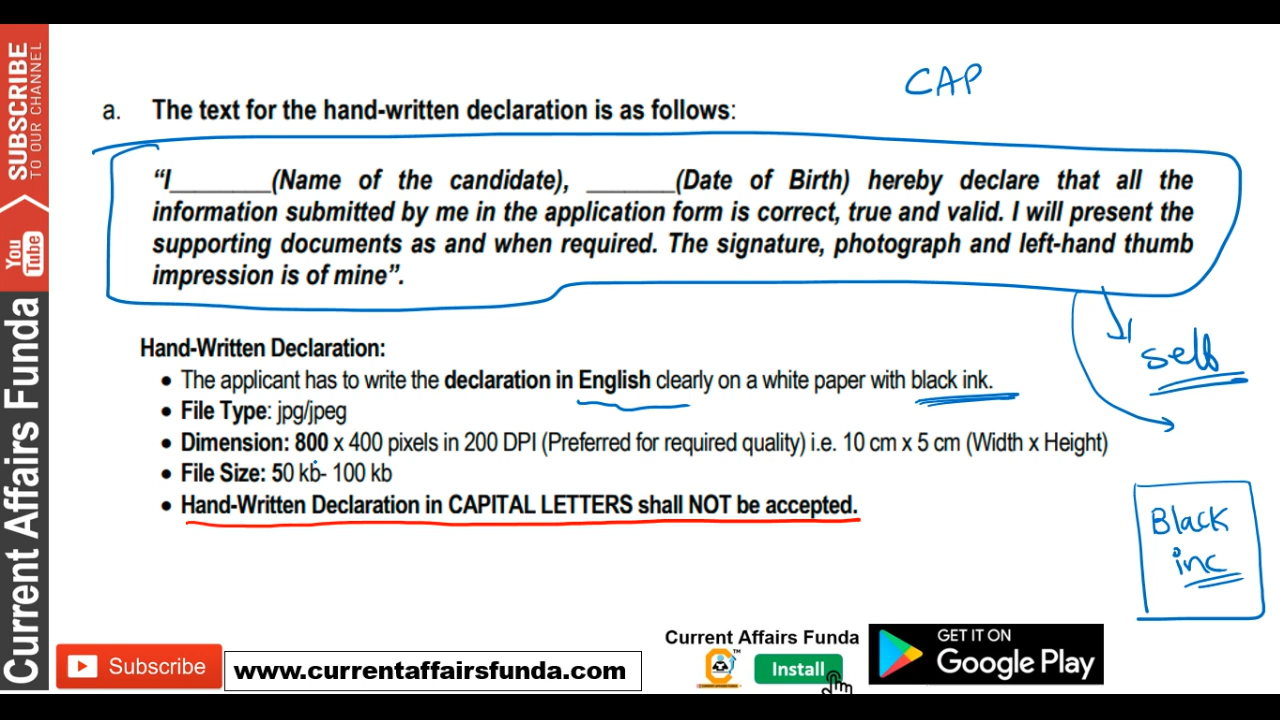 SUBSCRIBE
TO OUR CHANNEL
You
Tube
Current Affairs Funda
CAP
a. The text for the hand-written declaration is as follows:
“I________(Name of the candidate), _______(Date of Birth) hereby declare that all the
information submitted by me in the application form is correct, true and valid. I will present the
supporting documents as and when required. The signature, photograph and left-hand thumb
impression is of mine”.
self
Hand-Written Declaration:
• The applicant has to write the declaration in English clearly on a white paper with black ink.
• File Type: jpg/jpeg
• Dimension: 800 x 400 pixels in 200 DPI (Preferred for required quality) i.e. 10 cm x 5 cm (Width x Height)
• File Size: 50 kb- 100 kb
• Hand-Written Declaration in CAPITAL LETTERS shall NOT be accepted.
Black
inc
Subscribe
www.currentaffairsfunda.com
Current Affairs Funda
Install
GET IT ON
Google Play